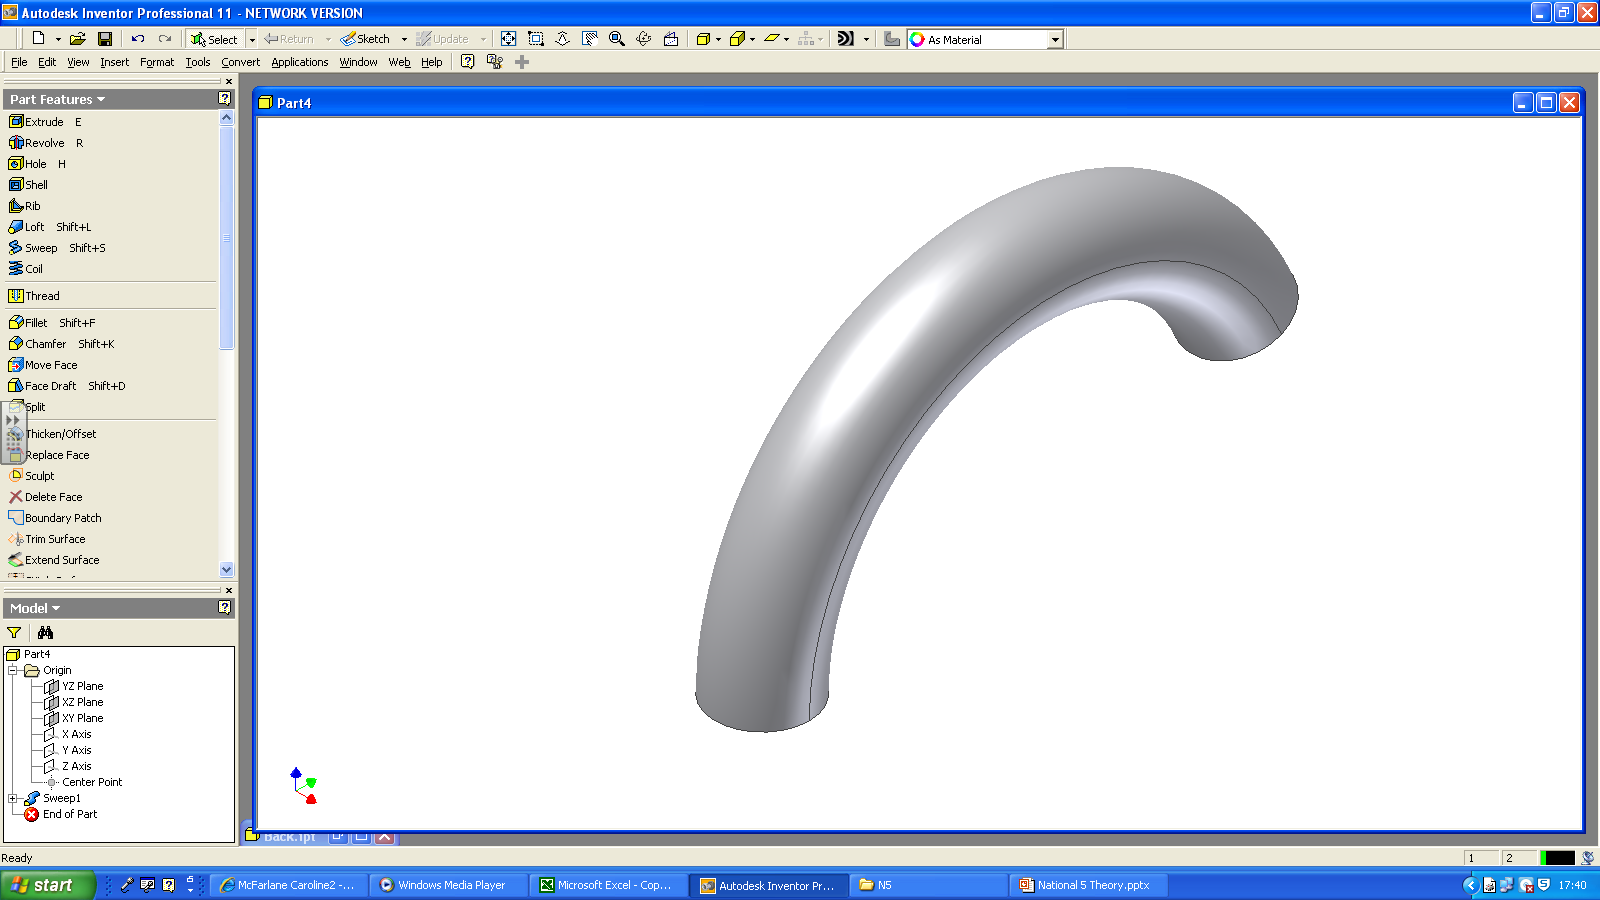 Autodesk Inventor Professional 11 - NETWORK VERSION
Select Return Sketch Update As Material
File Edit View Insert Format Tools Convert Applications Window Web Help
Part Features
Part4
Extrude E
Revolve R
Hole H
Shell
Rib
Loft Shift+L
Sweep Shift+S
Coil
Thread
Fillet Shift+F
Chamfer Shift+K
Move Face
Face Draft Shift+D
Split
Thicken/Offset
Replace Face
Sculpt
Delete Face
Boundary Patch
Trim Surface
Extend Surface
Model
Part4
Origin
YZ Plane
XZ Plane
XY Plane
X Axis
Y Axis
Z Axis
Center Point
Sweep1
End of Part
Back.ipt
Ready 1 2
start McFarlane Caroline2 -... Windows Media Player Microsoft Excel - Cop... Autodesk Inventor Pr... N5 National 5 Theory.pptx 17:40